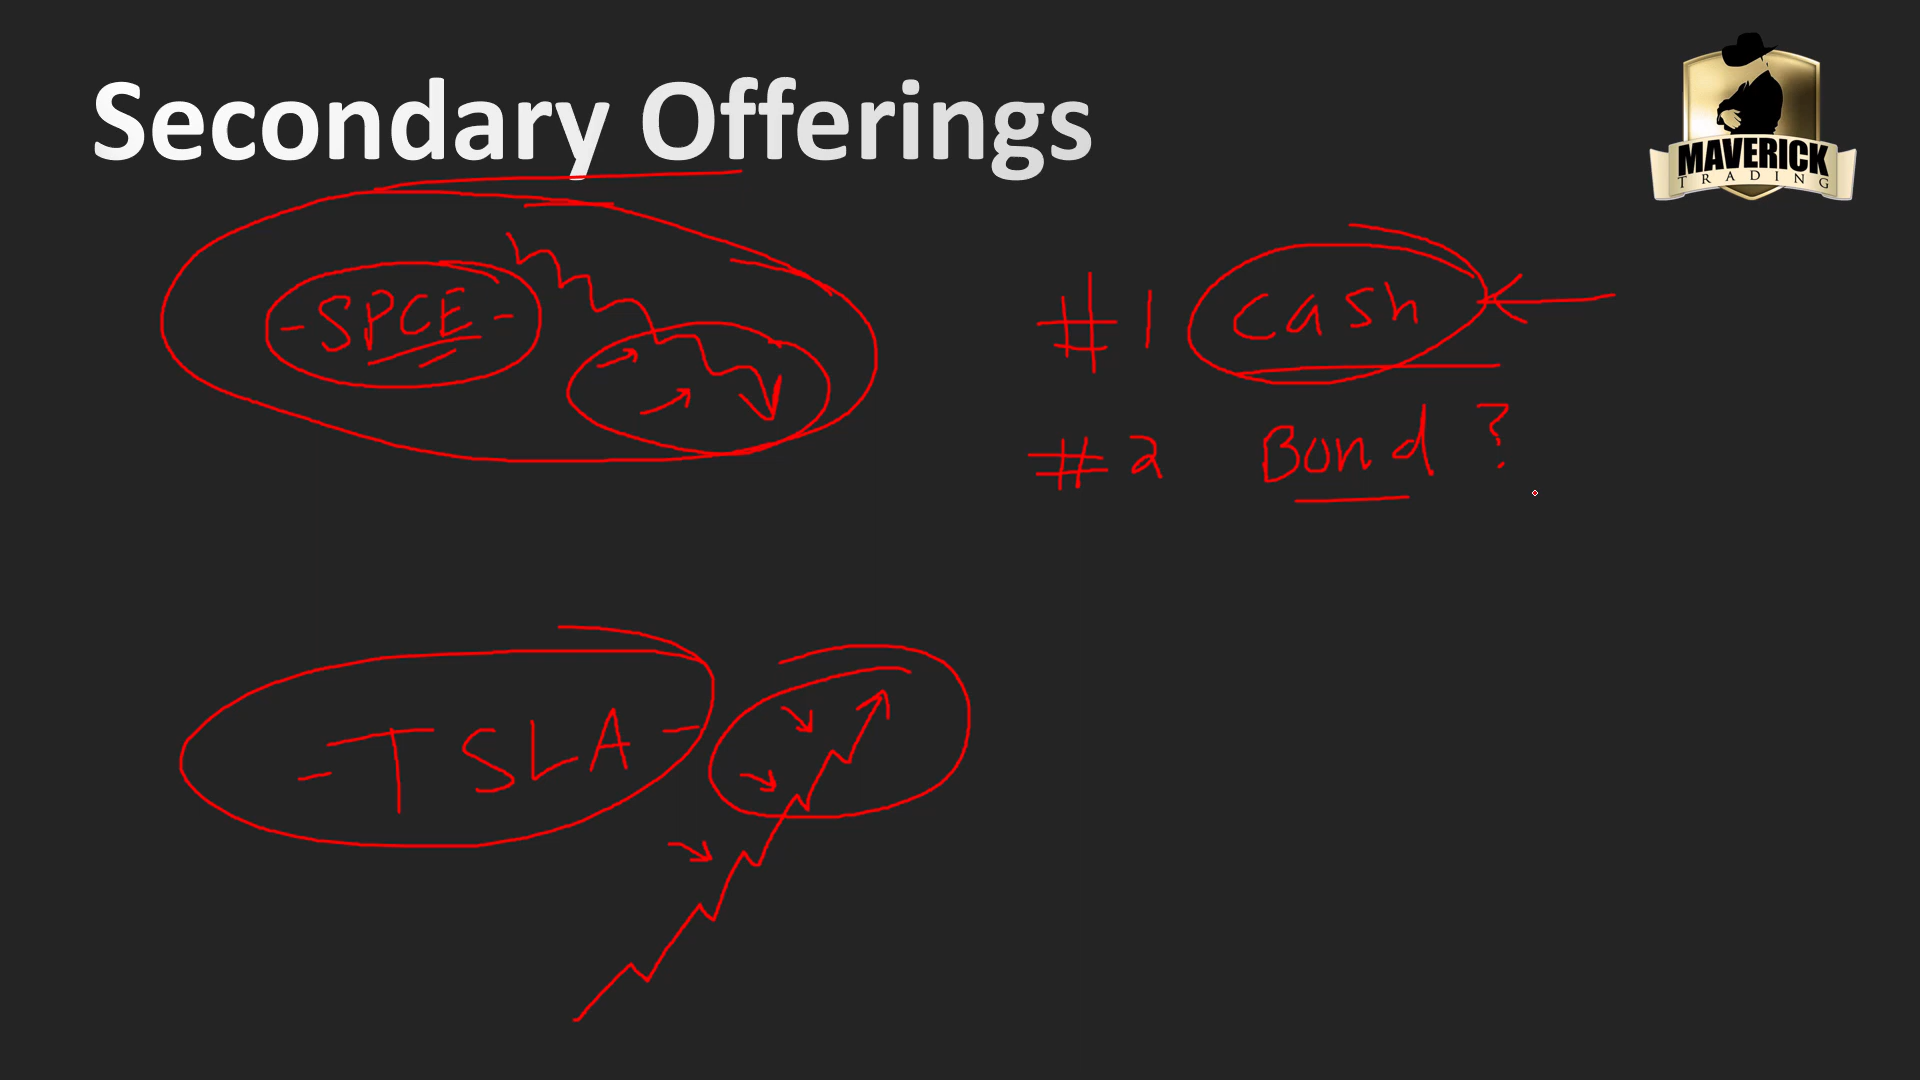 Secondary Offerings
MAVERICK
TRADING
-SPCE-
#1 Cash
#2 Bond?
-TSLA-